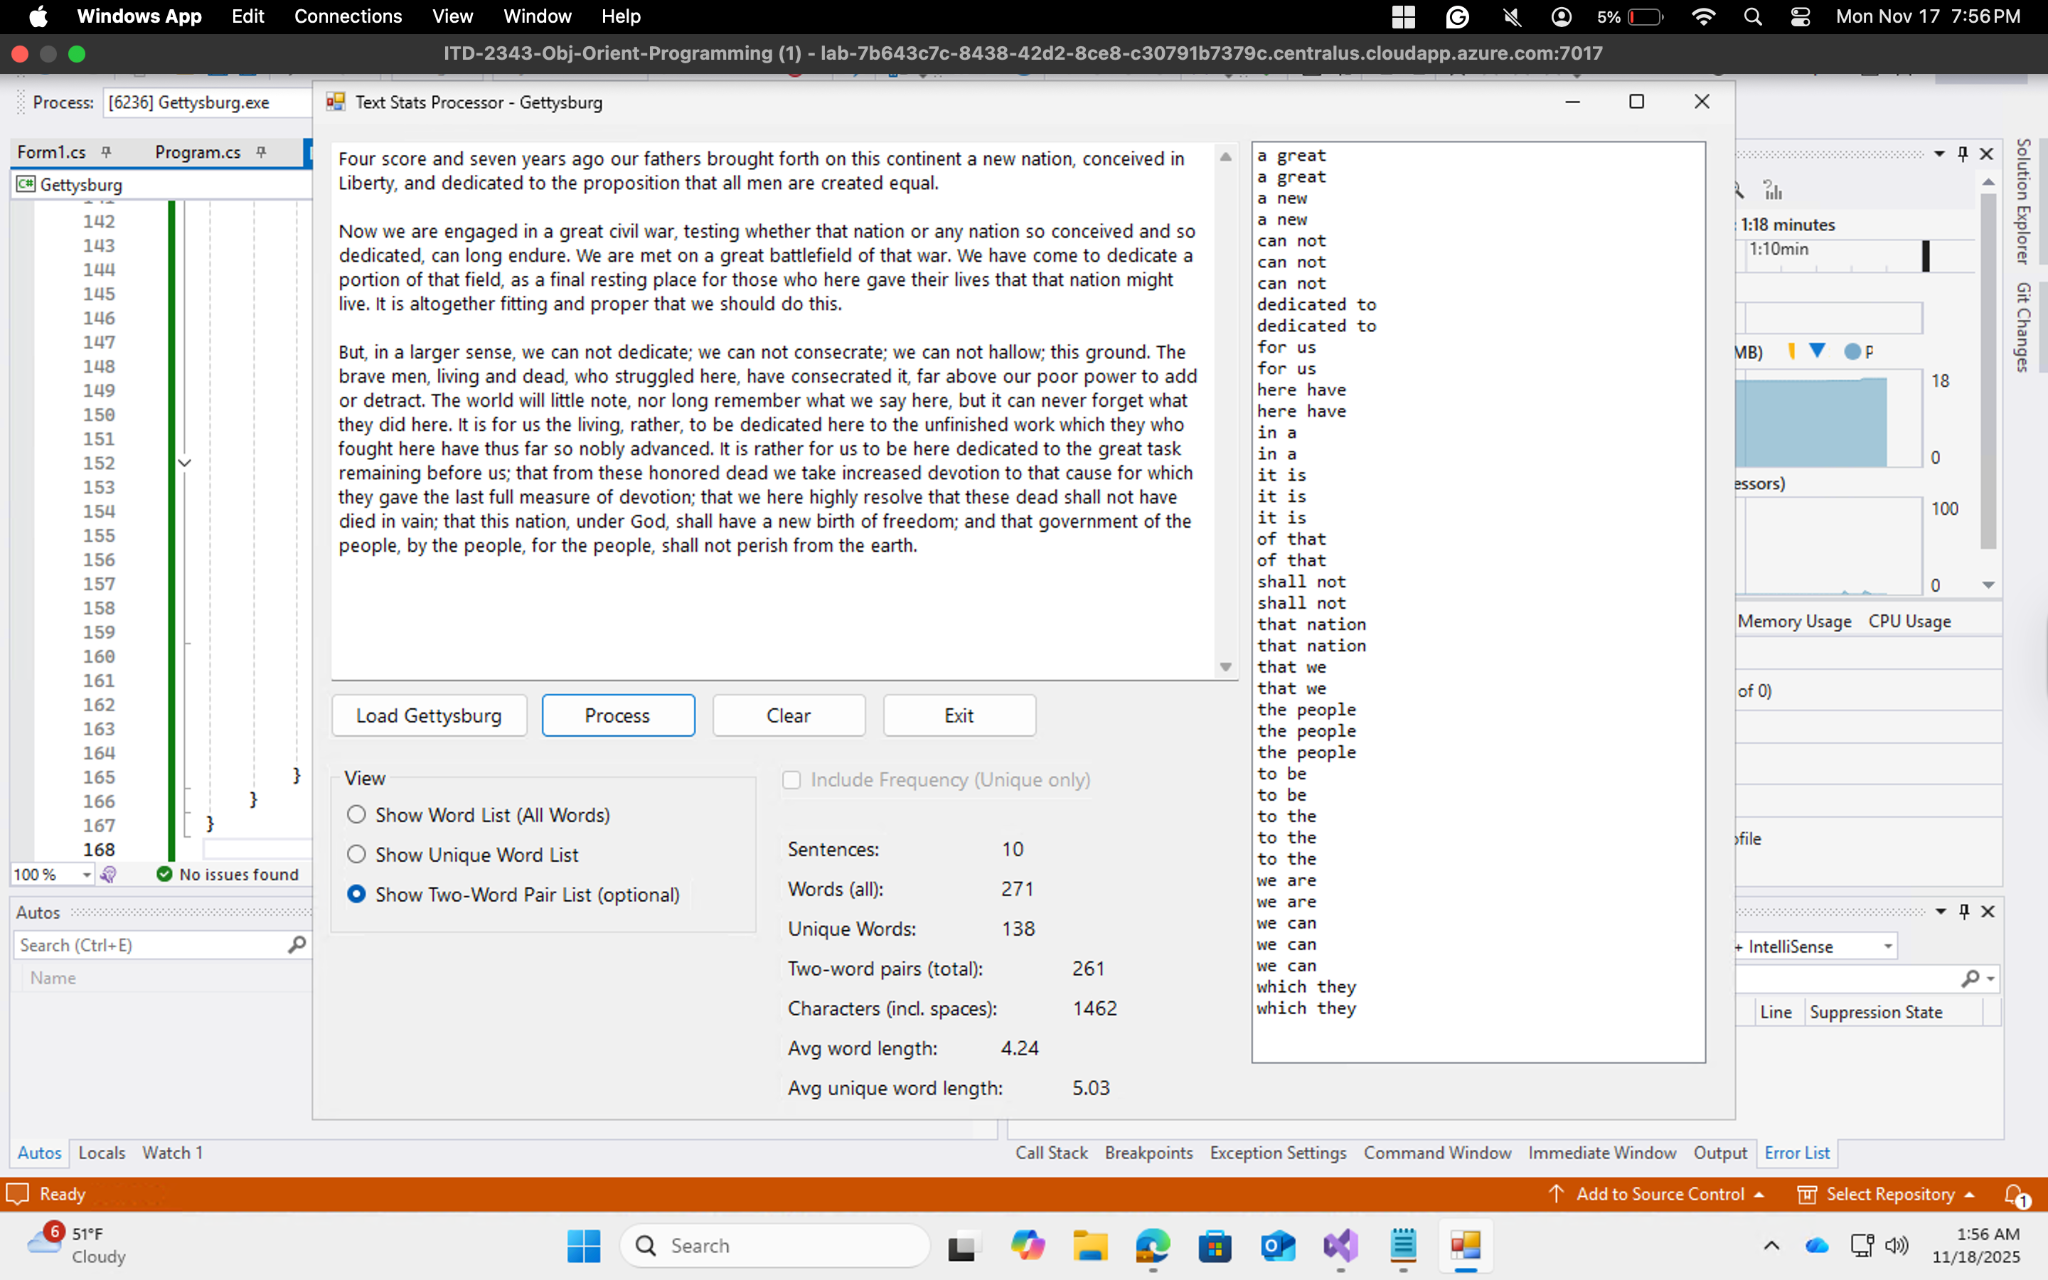 Windows App Edit Connections View Window Help 5% Mon Nov 17 7:56 PM
ITD-2343-Obj-Orient-Programming (1) - lab-7b643c7c-8438-42d2-8ce8-c30791b7379c.centralus.cloudapp.azure.com:7017
Process: [6236] Gettysburg.exe
Text Stats Processor - Gettysburg
Form1.cs Program.cs
C# Gettysburg
142
143
144
145
146
147
148
149
150
151
152
153
154
155
156
157
158
159
160
161
162
163
164
165 }
166 }
167 }
168
100 % No issues found
Four score and seven years ago our fathers brought forth on this continent a new nation, conceived in
Liberty, and dedicated to the proposition that all men are created equal.
Now we are engaged in a great civil war, testing whether that nation or any nation so conceived and so
dedicated, can long endure. We are met on a great battlefield of that war. We have come to dedicate a
portion of that field, as a final resting place for those who here gave their lives that that nation might
live. It is altogether fitting and proper that we should do this.
But, in a larger sense, we can not dedicate; we can not consecrate; we can not hallow; this ground. The
brave men, living and dead, who struggled here, have consecrated it, far above our poor power to add
or detract. The world will little note, nor long remember what we say here, but it can never forget what
they did here. It is for us the living, rather, to be dedicated here to the unfinished work which they who
fought here have thus far so nobly advanced. It is rather for us to be here dedicated to the great task
remaining before us; that from these honored dead we take increased devotion to that cause for which
they gave the last full measure of devotion; that we here highly resolve that these dead shall not have
died in vain; that this nation, under God, shall have a new birth of freedom; and that government of the
people, by the people, for the people, shall not perish from the earth.
Load Gettysburg Process Clear Exit
View
Show Word List (All Words)
Show Unique Word List
Show Two-Word Pair List (optional)
Include Frequency (Unique only)
Sentences: 10
Words (all): 271
Unique Words: 138
Two-word pairs (total): 261
Characters (incl. spaces): 1462
Avg word length: 4.24
Avg unique word length: 5.03
a great
a great
a new
a new
can not
can not
can not
dedicated to
dedicated to
for us
for us
here have
here have
in a
in a
it is
it is
it is
of that
of that
shall not
shall not
that nation
that nation
that we
that we
the people
the people
the people
to be
to be
to the
to the
to the
we are
we are
we can
we can
we can
which they
which they
: 1:18 minutes
1:10min
MB) P
18
0
essors)
100
0
Memory Usage CPU Usage
of 0)
ofile
Solution Explorer
Git Changes
+ IntelliSense
Line Suppression State
Autos
Search (Ctrl+E)
Name
Autos Locals Watch 1
Call Stack Breakpoints Exception Settings Command Window Immediate Window Output Error List
Ready Add to Source Control Select Repository 1
6 51°F
Cloudy
Search
1:56 AM
11/18/2025